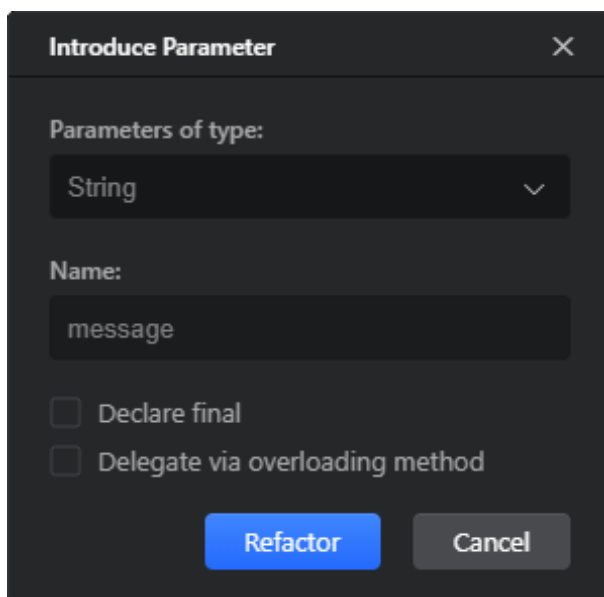 Introduce Parameter
Parameters of type:
String
Name:
message
Declare final
Delegate via overloading method
Refactor Cancel